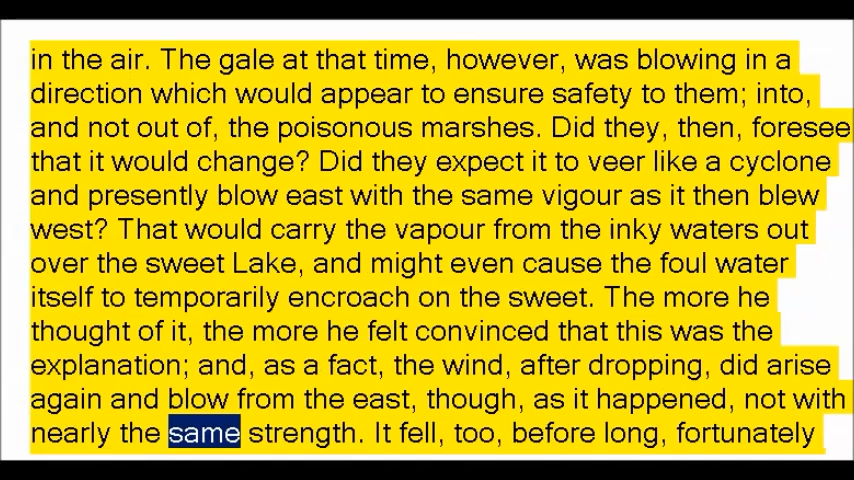 in the air. The gale at that time, however, was blowing in a
direction which would appear to ensure safety to them; into,
and not out of, the poisonous marshes. Did they, then, foresee
that it would change? Did they expect it to veer like a cyclone
and presently blow east with the same vigour as it then blew
west? That would carry the vapour from the inky waters out
over the sweet Lake, and might even cause the foul water
itself to temporarily encroach on the sweet. The more he
thought of it, the more he felt convinced that this was the
explanation; and, as a fact, the wind, after dropping, did arise
again and blow from the east, though, as it happened, not with
nearly the same strength. It fell, too, before long, fortunately